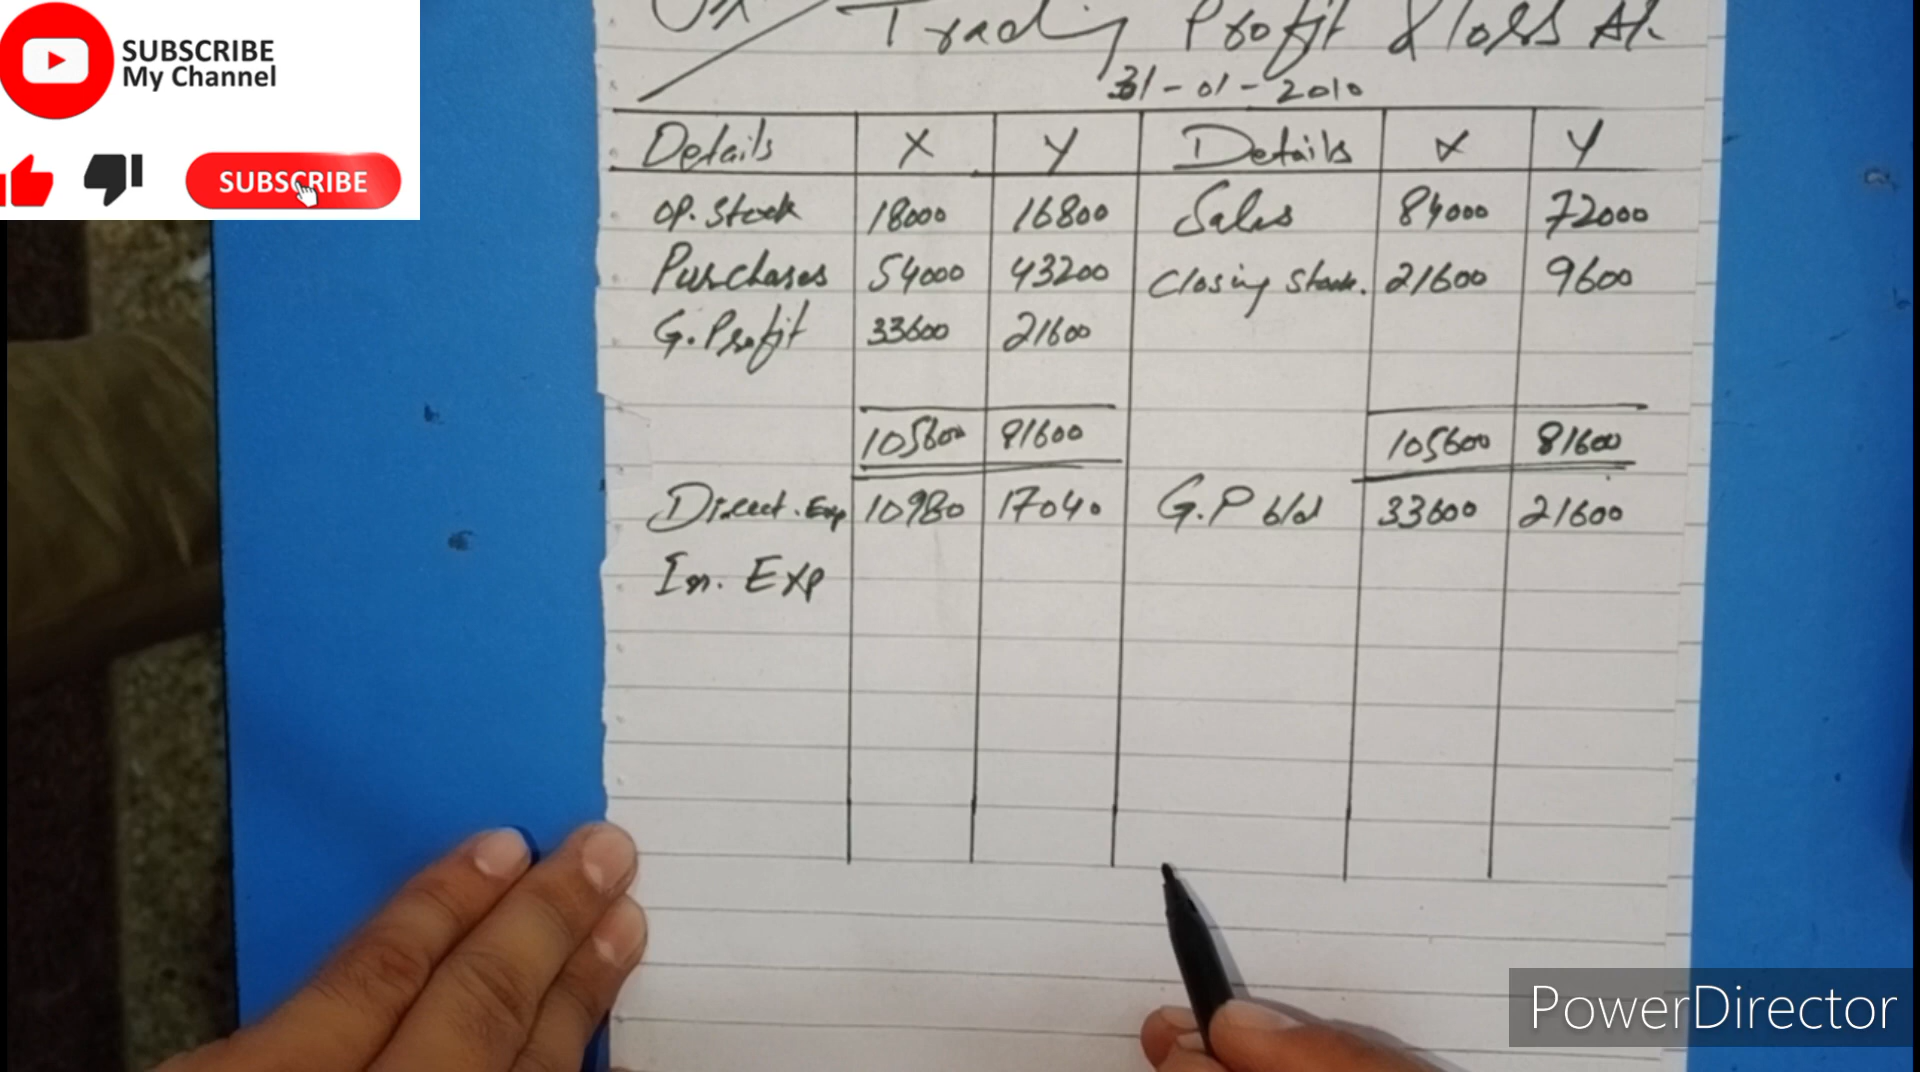 SUBSCRIBE
My Channel
SUBSCRIBE
Trading Profit & loss A/c
31-01-2010
Details X Y Details X Y
OP. Stock 18000 16800 Sales 84000 72000
Purchases 54000 43200 Closing Stock. 21600 9600
G. Profit 33600 21600
105600 81600 105600 81600
Direct. Exp 10980 17040 G.P b/d 33600 21600
In. Exp
PowerDirector